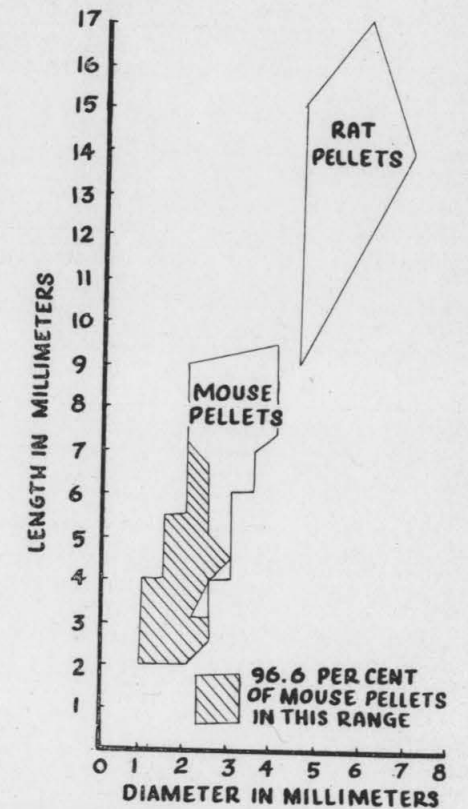 17
16
15
14
13
12
11
10
9
8
7
6
5
4
3
2
1
LENGTH IN MILLIMETERS
RAT
PELLETS
MOUSE
PELLETS
96.6 PER CENT
OF MOUSE PELLETS
IN THIS RANGE
0 1 2 3 4 5 6 7 8
DIAMETER IN MILLIMETERS